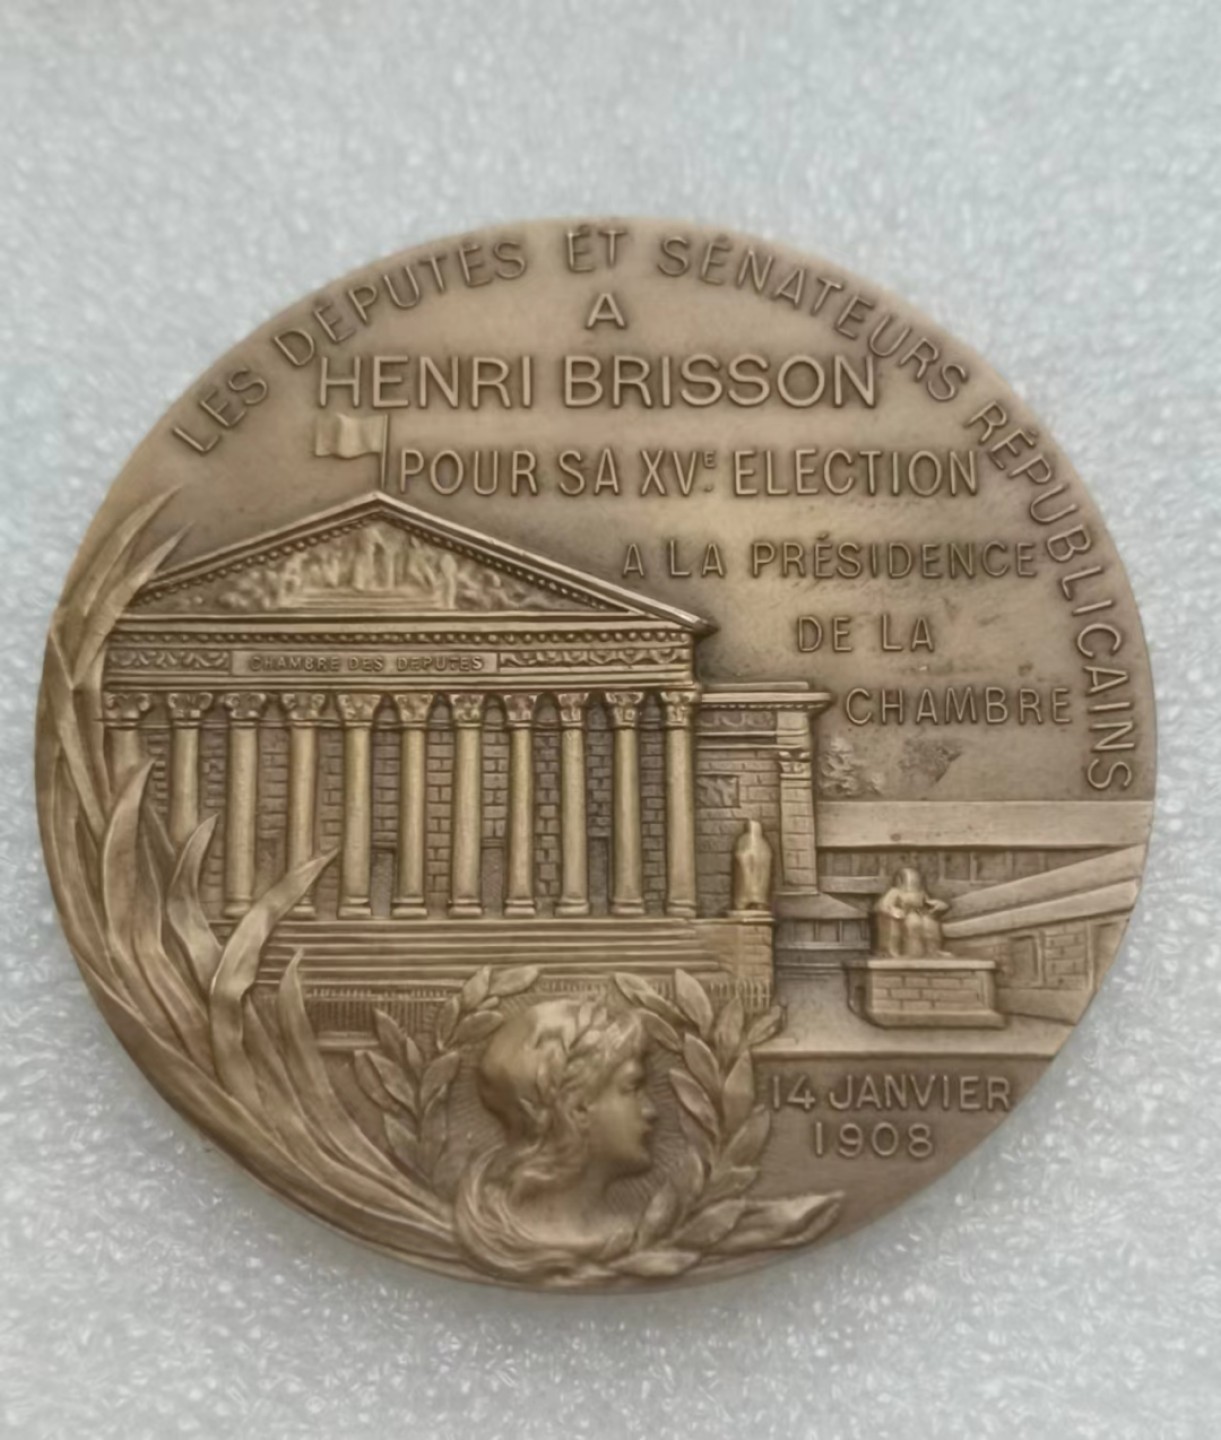 LES DÉPUTÉS ET SÉNATEURS RÉPUBLICAINS
A
HENRI BRISSON
POUR SA XVE ELECTION
A LA PRÉSIDENCE
DE LA
CHAMBRE
CHAMBRE DES DEPUTES
14 JANVIER
1908